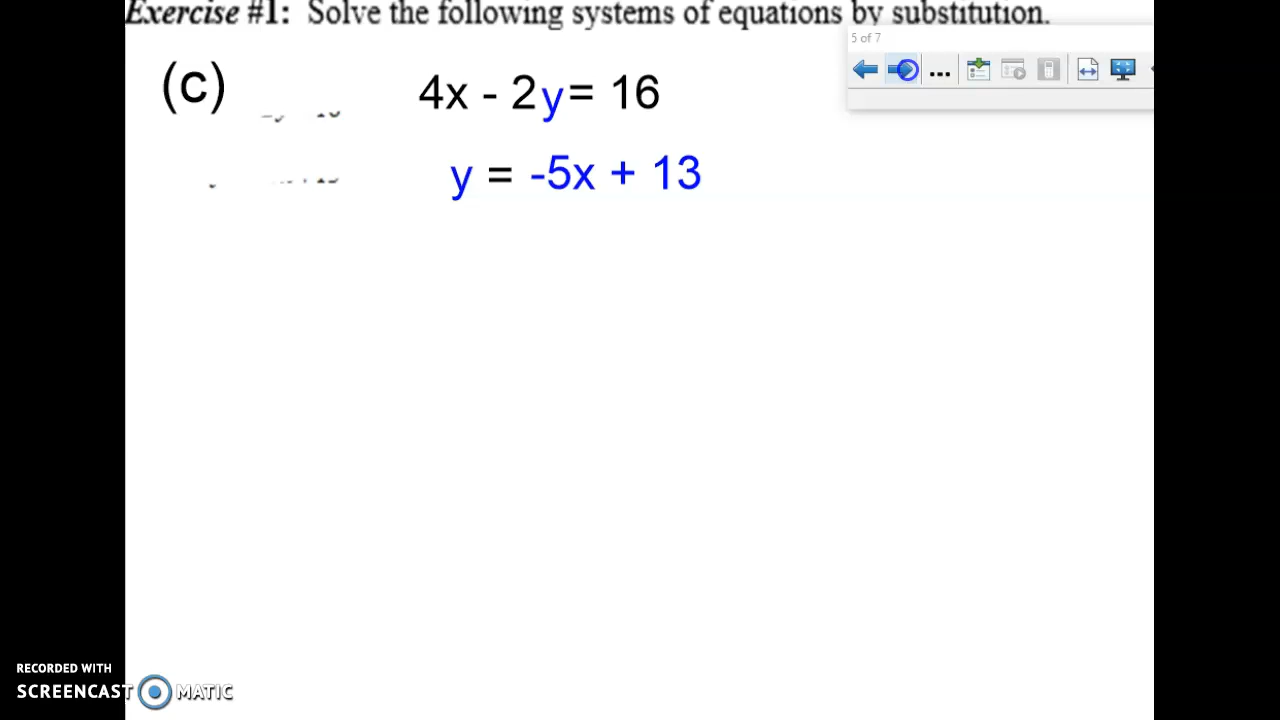 Exercise #1: Solve the following systems of equations by substitution.
5 of 7
(c)
4x - 2y = 16
y = -5x + 13
RECORDED WITH
SCREENCAST MATIC